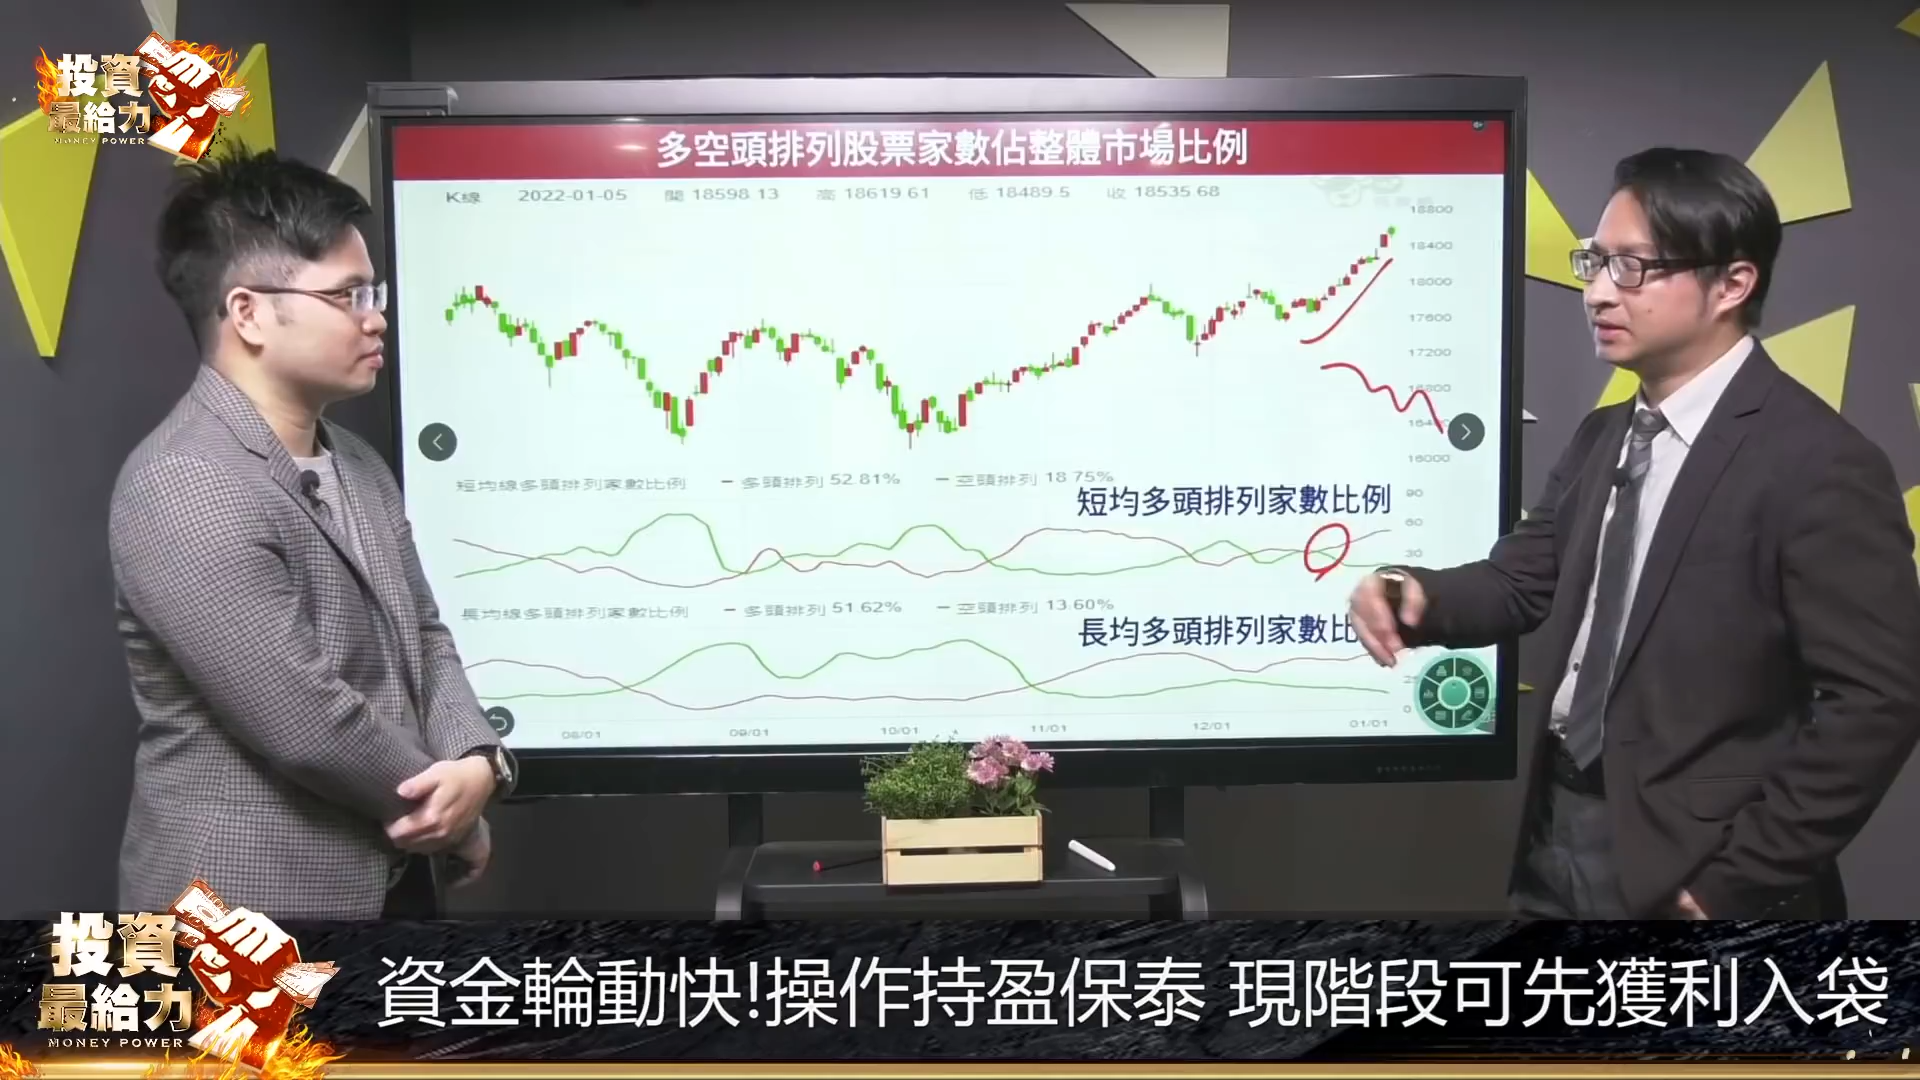 投資
最給力
MONEY POWER
多空頭排列股票家數佔整體市場比例
K線 2022-01-05 開 18598.13 高 18619.61 低 18489.5 收 18535.68
18800
18400
18000
17600
17200
16800
1640
16000
短均線多頭排列家數比例 多頭排列 52.81% 空頭排列 18.75%
短均多頭排列家數比例
90
60
30
長均線多頭排列家數比例 多頭排列 51.62% 空頭排列 13.60%
長均多頭排列家數比
0
08/01 09/01 10/01 11/01 12/01 01/01
投資
最給力
MONEY POWER
資金輪動快!操作持盈保泰 現階段可先獲利入袋